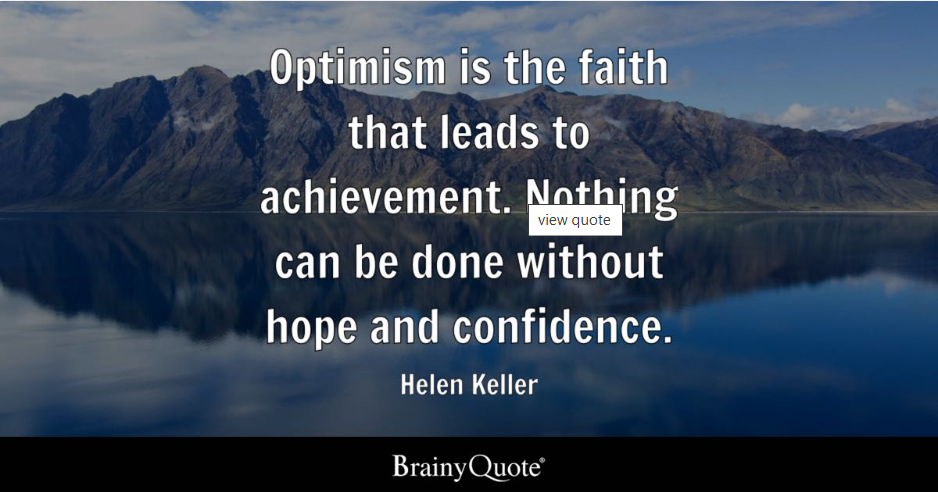 Optimism is the faith
that leads to
achievement. Nothing
view quote
can be done without
hope and confidence.
Helen Keller
BrainyQuote®